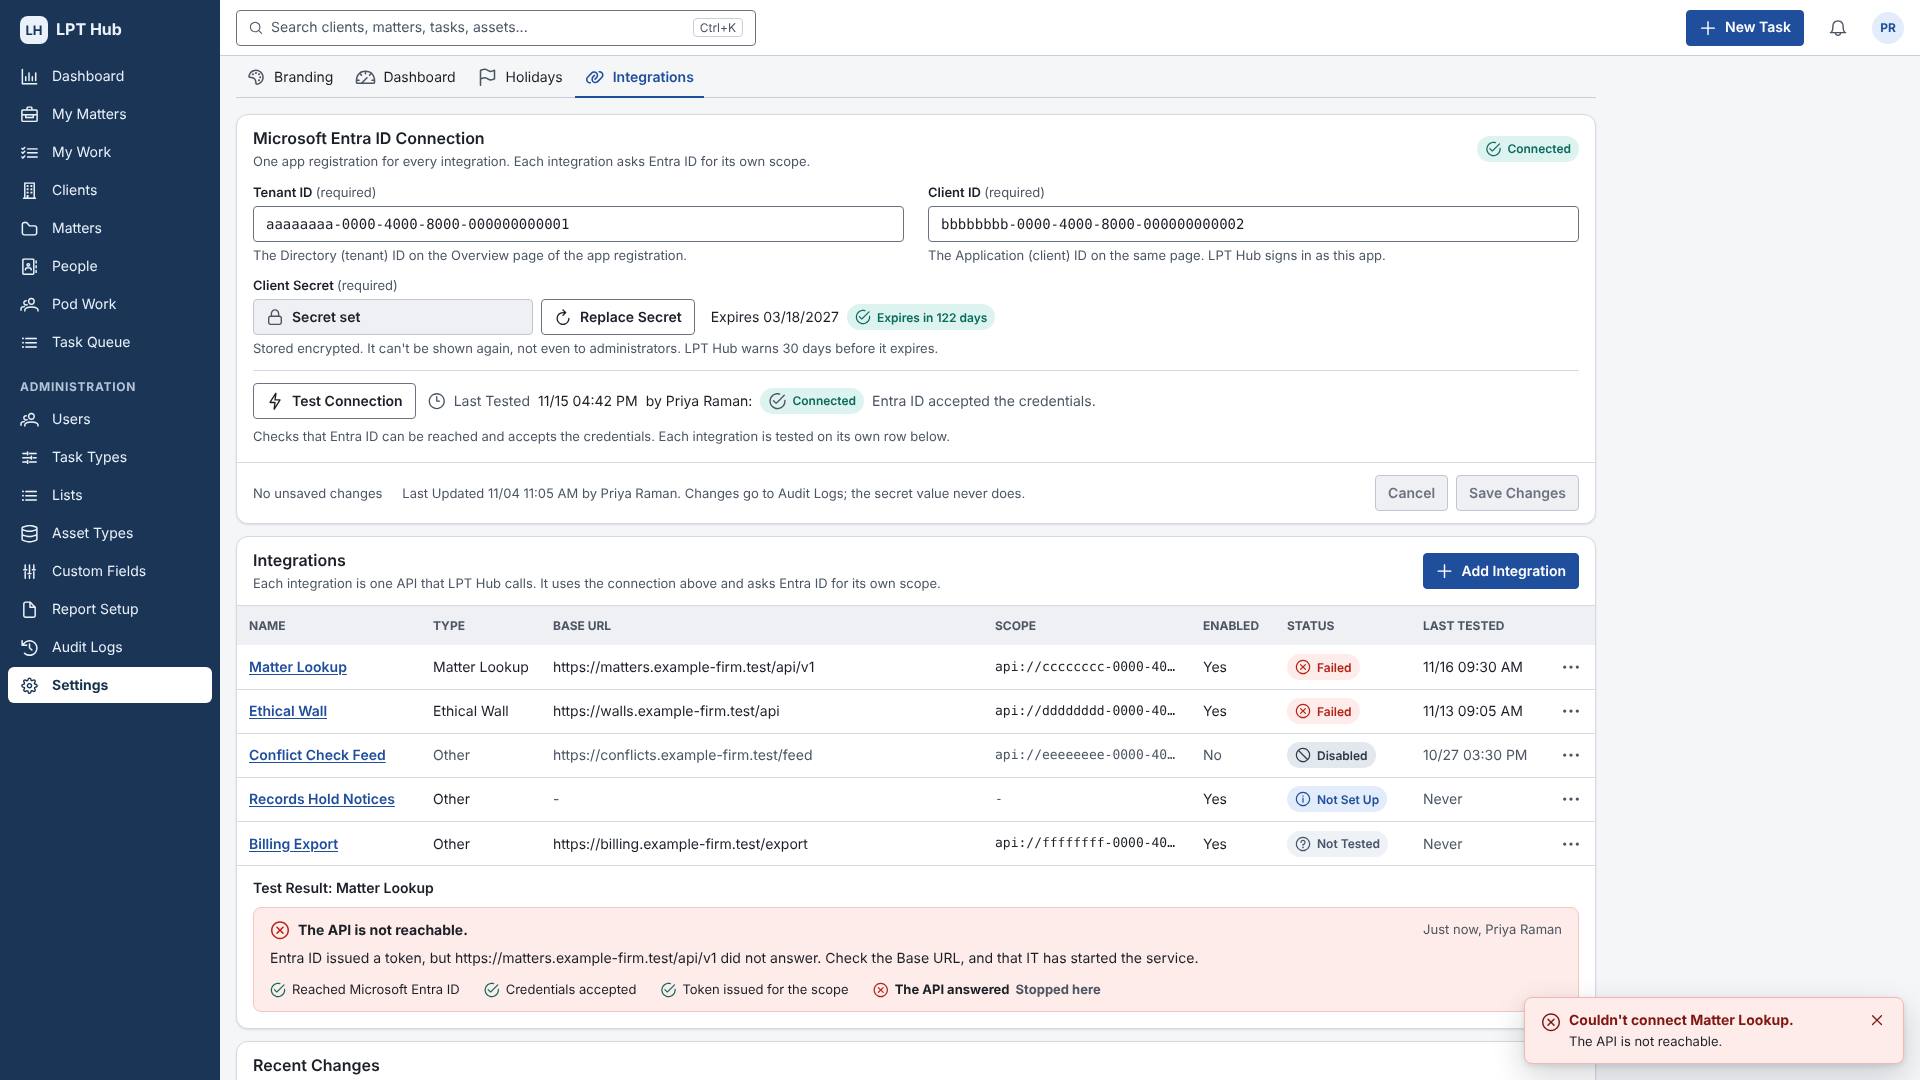 LH LPT Hub
Search clients, matters, tasks, assets... Ctrl+K
New Task
PR
Dashboard
My Matters
My Work
Clients
Matters
People
Pod Work
Task Queue
ADMINISTRATION
Users
Task Types
Lists
Asset Types
Custom Fields
Report Setup
Audit Logs
Settings
Branding Dashboard Holidays Integrations
Microsoft Entra ID Connection
One app registration for every integration. Each integration asks Entra ID for its own scope.
Connected
Tenant ID (required)
aaaaaaaa-0000-4000-8000-000000000001
The Directory (tenant) ID on the Overview page of the app registration.
Client ID (required)
bbbbbbbb-0000-4000-8000-000000000002
The Application (client) ID on the same page. LPT Hub signs in as this app.
Client Secret (required)
Secret set Replace Secret Expires 03/18/2027 Expires in 122 days
Stored encrypted. It can't be shown again, not even to administrators. LPT Hub warns 30 days before it expires.
Test Connection Last Tested 11/15 04:42 PM by Priya Raman: Connected Entra ID accepted the credentials.
Checks that Entra ID can be reached and accepts the credentials. Each integration is tested on its own row below.
No unsaved changes Last Updated 11/04 11:05 AM by Priya Raman. Changes go to Audit Logs; the secret value never does. Cancel Save Changes
Integrations
Each integration is one API that LPT Hub calls. It uses the connection above and asks Entra ID for its own scope.
Add Integration
NAME TYPE BASE URL SCOPE ENABLED STATUS LAST TESTED
Matter Lookup Matter Lookup https://matters.example-firm.test/api/v1 api://cccccccc-0000-40… Yes Failed 11/16 09:30 AM
Ethical Wall Ethical Wall https://walls.example-firm.test/api api://dddddddd-0000-40… Yes Failed 11/13 09:05 AM
Conflict Check Feed Other https://conflicts.example-firm.test/feed api://eeeeeeee-0000-40… No Disabled 10/27 03:30 PM
Records Hold Notices Other - - Yes Not Set Up Never
Billing Export Other https://billing.example-firm.test/export api://ffffffff-0000-40… Yes Not Tested Never
Test Result: Matter Lookup
The API is not reachable. Just now, Priya Raman
Entra ID issued a token, but https://matters.example-firm.test/api/v1 did not answer. Check the Base URL, and that IT has started the service.
Reached Microsoft Entra ID Credentials accepted Token issued for the scope The API answered Stopped here
Recent Changes
Couldn't connect Matter Lookup.
The API is not reachable.